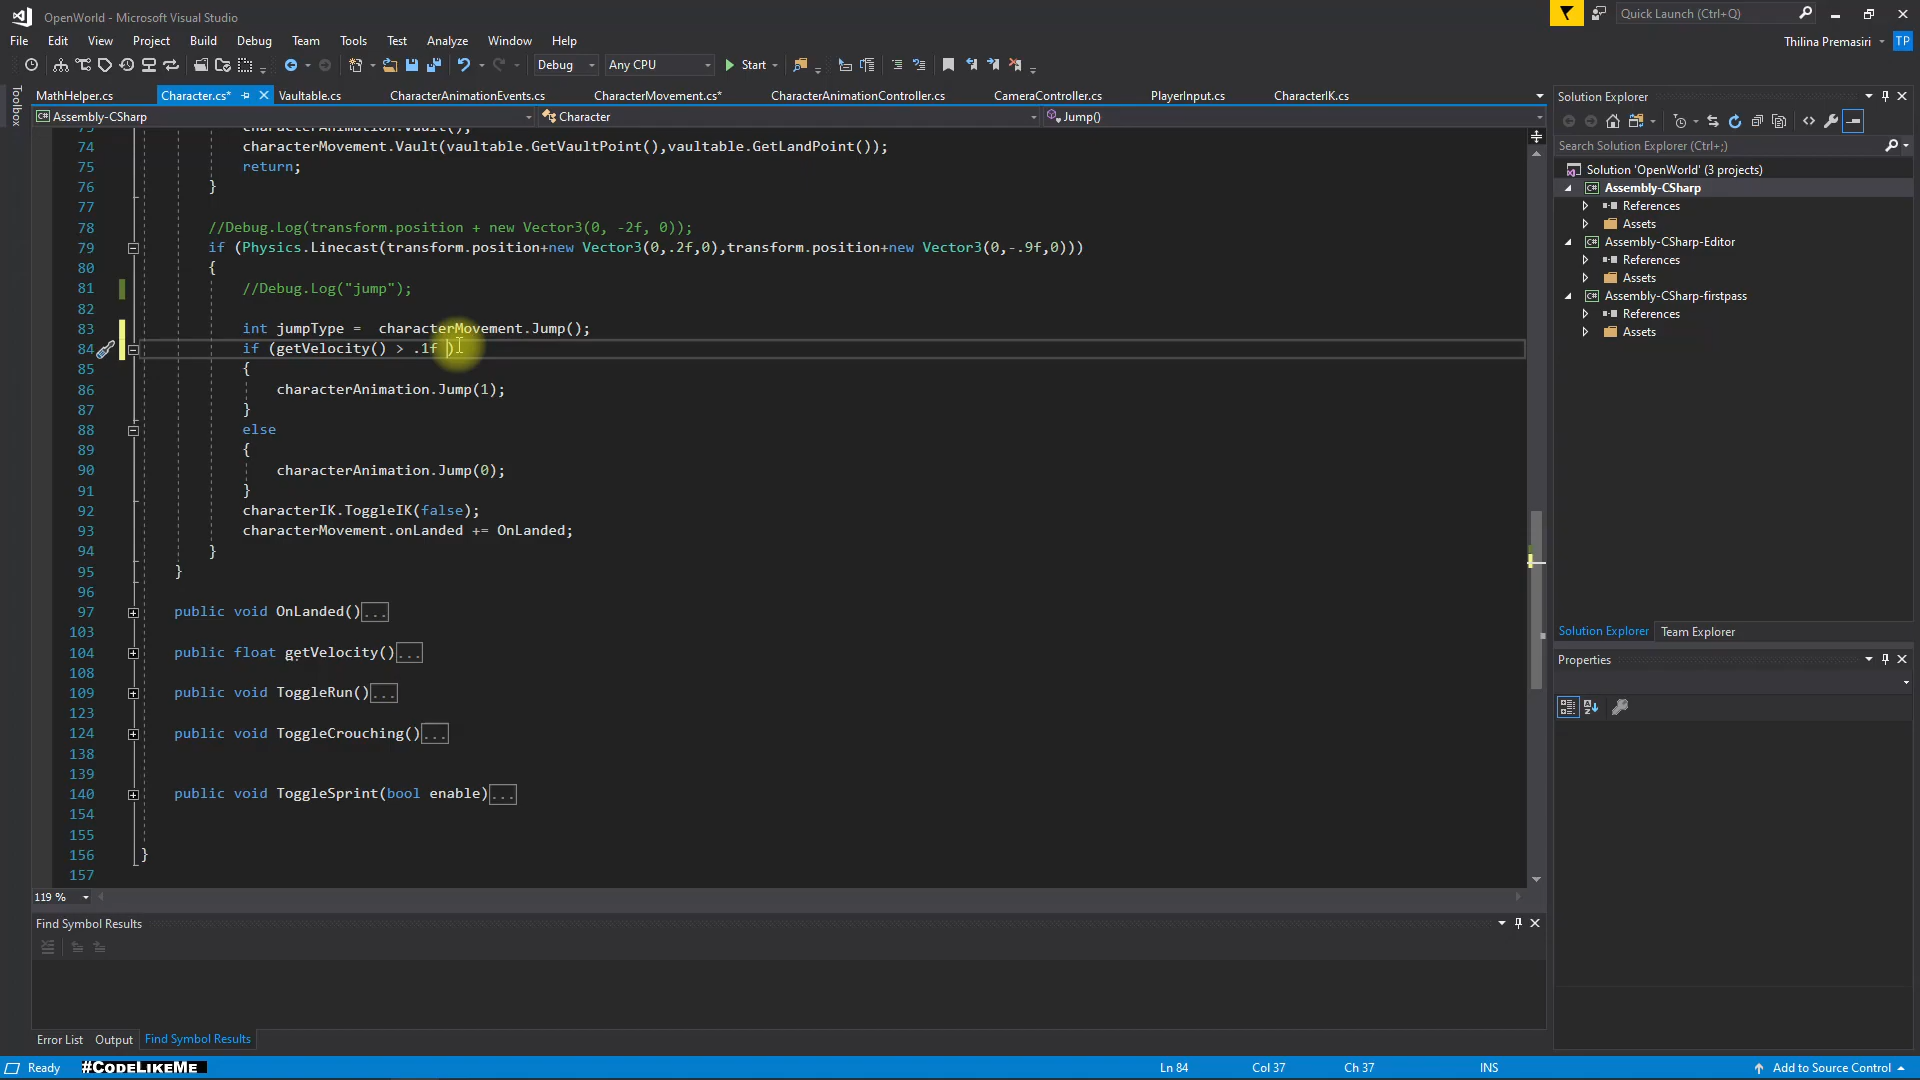 OpenWorld - Microsoft Visual Studio
Quick Launch (Ctrl+Q)
File Edit View Project Build Debug Team Tools Test Analyze Window Help
Thilina Premasiri TP
Debug Any CPU Start
Toolbox
MathHelper.cs Character.cs* Vaultable.cs CharacterAnimationEvents.cs CharacterMovement.cs* CharacterAnimationController.cs CameraController.cs PlayerInput.cs CharacterIK.cs
Assembly-CSharp Character Jump()
73 characterAnimation.Vault();
74 characterMovement.Vault(vaultable.GetVaultPoint(),vaultable.GetLandPoint());
75 return;
76 }
77
78 //Debug.Log(transform.position + new Vector3(0, -2f, 0));
79 if (Physics.Linecast(transform.position+new Vector3(0,.2f,0),transform.position+new Vector3(0,-.9f,0)))
80 {
81 //Debug.Log("jump");
82
83 int jumpType =  characterMovement.Jump();
84 if (getVelocity() > .1f )
85 {
86 characterAnimation.Jump(1);
87 }
88 else
89 {
90 characterAnimation.Jump(0);
91 }
92 characterIK.ToggleIK(false);
93 characterMovement.onLanded += OnLanded;
94 }
95 }
96
97 public void OnLanded()...
103
104 public float getVelocity()...
108
109 public void ToggleRun()...
123
124 public void ToggleCrouching()...
138
139
140 public void ToggleSprint(bool enable)...
154
155
156 }
157
119 %
Find Symbol Results
Error List Output Find Symbol Results
Ready #CODELIKEME Ln 84 Col 37 Ch 37 INS Add to Source Control
Solution Explorer
Search Solution Explorer (Ctrl+;)
Solution 'OpenWorld' (3 projects)
C# Assembly-CSharp
References
Assets
C# Assembly-CSharp-Editor
References
Assets
C# Assembly-CSharp-firstpass
References
Assets
Solution Explorer Team Explorer
Properties